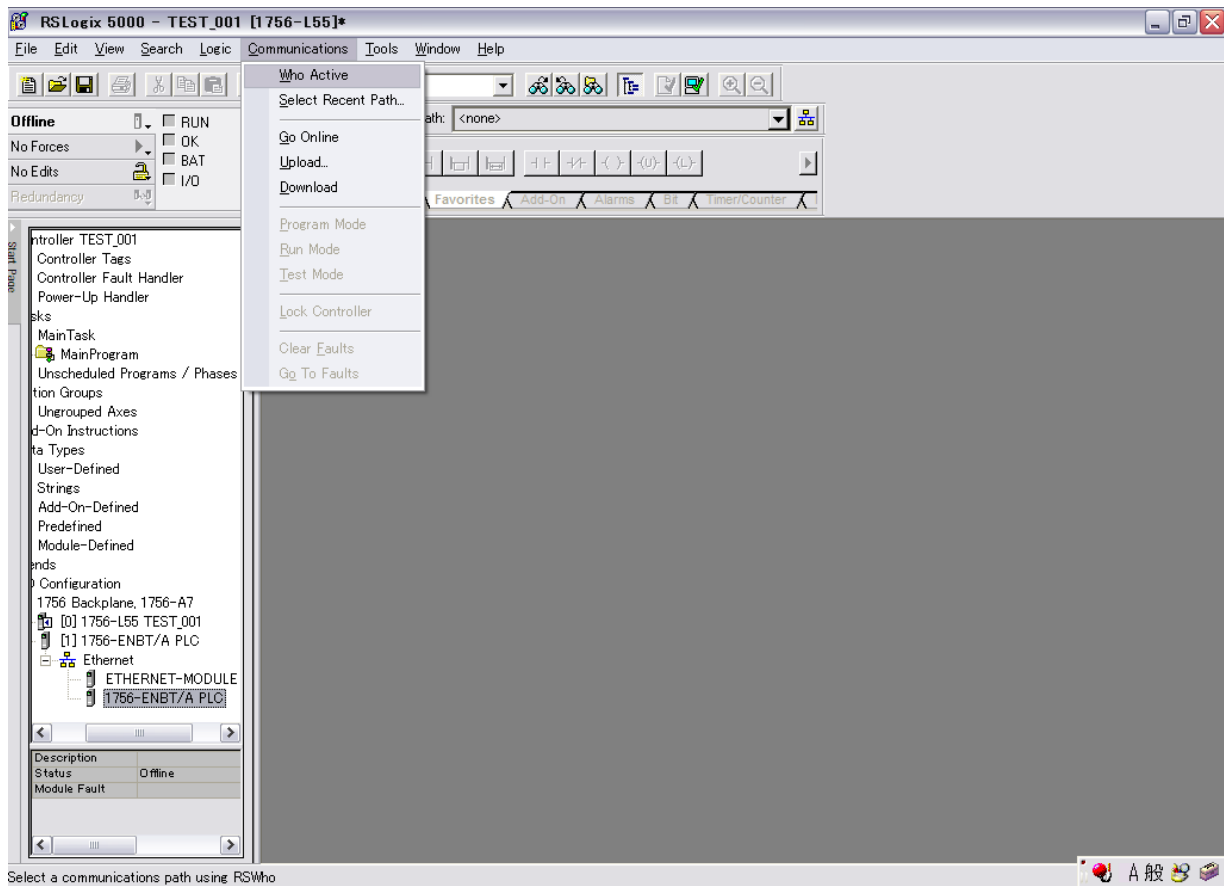 RSLogix 5000 - TEST_001 [1756-L55]*
File Edit View Search Logic Communications Tools Window Help
Who Active
Select Recent Path...
Go Online
Upload...
Download
Program Mode
Run Mode
Test Mode
Lock Controller
Clear Faults
Go To Faults
Offline
RUN
No Forces
OK
No Edits
BAT
I/O
Redundancy
ath: <none>
Favorites Add-On Alarms Bit Timer/Counter
Start Page
ntroller TEST_001
Controller Tags
Controller Fault Handler
Power-Up Handler
sks
MainTask
MainProgram
Unscheduled Programs / Phases
tion Groups
Ungrouped Axes
d-On Instructions
ta Types
User-Defined
Strings
Add-On-Defined
Predefined
Module-Defined
ends
Configuration
1756 Backplane, 1756-A7
[0] 1756-L55 TEST_001
[1] 1756-ENBT/A PLC
Ethernet
ETHERNET-MODULE
1756-ENBT/A PLC
Description
Status Offline
Module Fault
Select a communications path using RSWho
A 般